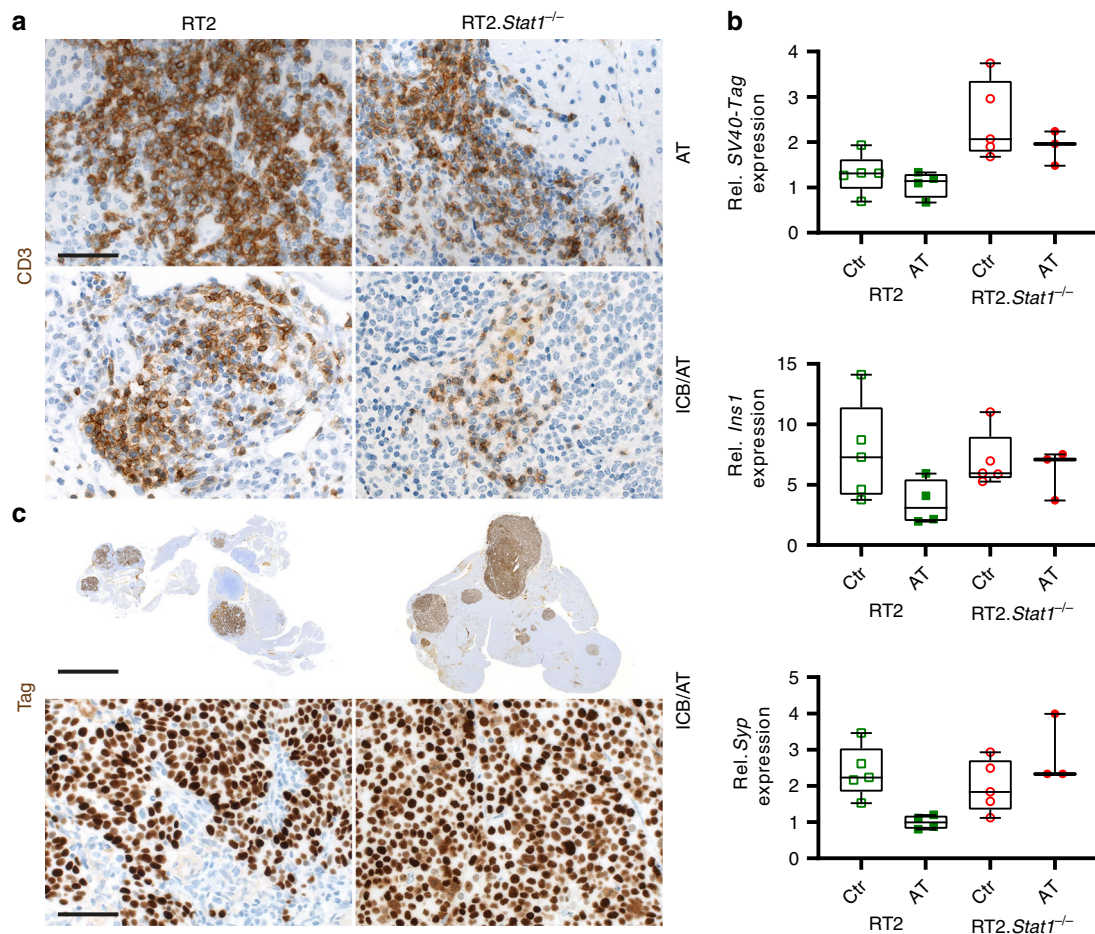 a
RT2
RT2.Stat1–/–
CD3
AT
ICB/AT
c
Tag
ICB/AT
b
Rel. SV40-Tag
expression
4
3
2
1
0
Ctr
AT
Ctr
AT
RT2
RT2.Stat1–/–
Rel. Ins1
expression
15
10
5
0
Ctr
AT
Ctr
AT
RT2
RT2.Stat1–/–
Rel. Syp
expression
5
4
3
2
1
0
Ctr
AT
Ctr
AT
RT2
RT2.Stat1–/–